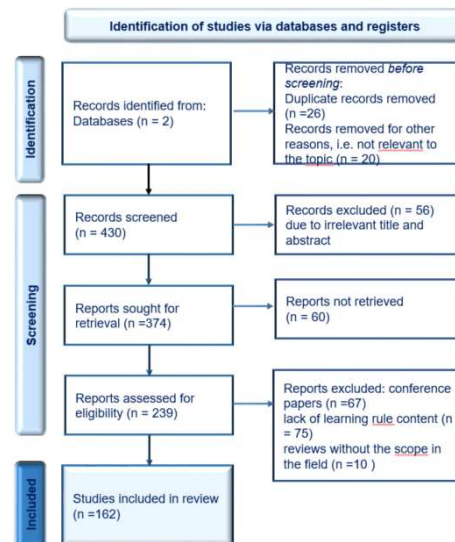 Identification of studies via databases and registers
Identification
Records identified from:
Databases (n = 2)
Records removed before
screening:
Duplicate records removed
(n =26)
Records removed for other
reasons, i.e. not relevant to
the topic (n = 20)
Screening
Records screened
(n = 430)
Records excluded (n = 56)
due to irrelevant title and
abstract
Reports sought for
retrieval (n =374)
Reports not retrieved
(n = 60)
Reports assessed for
eligibility (n = 239)
Reports excluded: conference
papers (n =67)
lack of learning rule content (n
= 75)
reviews without the scope in
the field (n =10 )
Included
Studies included in review
(n =162)